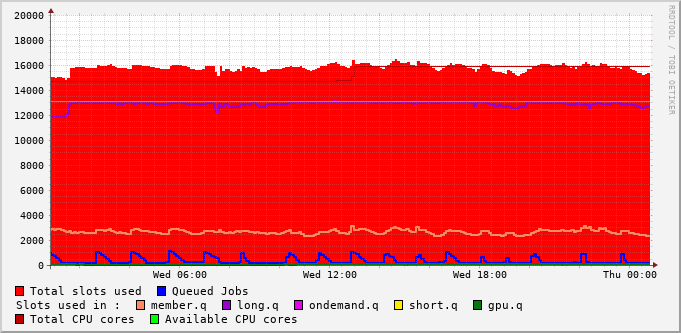 RRDTOOL / TOBI OETIKER
20000
18000
16000
14000
12000
10000
8000
6000
4000
2000
0
Wed 06:00 Wed 12:00 Wed 18:00 Thu 00:00
Total slots used Queued Jobs
Slots used in : member.q long.q ondemand.q short.q gpu.q
Total CPU cores Available CPU cores